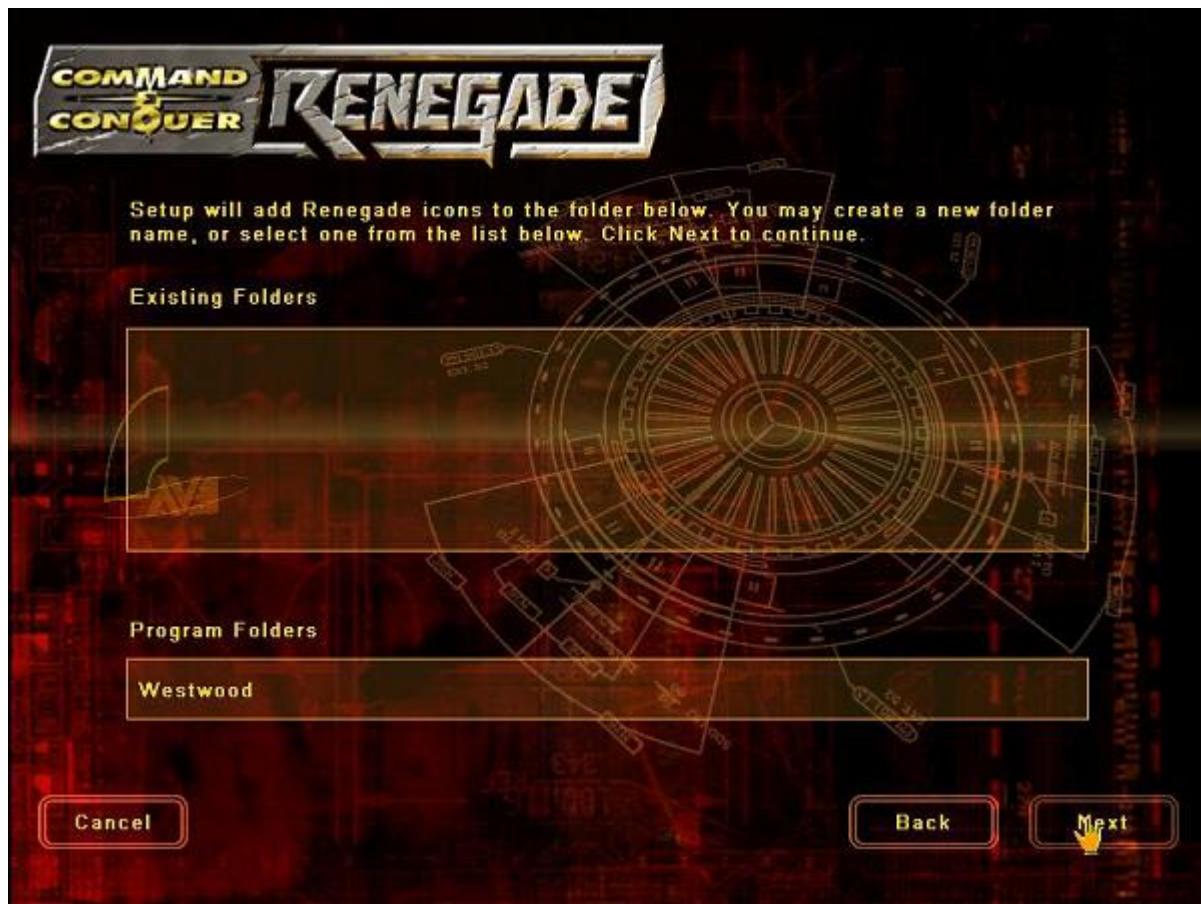 COMMAND
&
CONQUER
RENEGADE
Setup will add Renegade icons to the folder below. You may create a new folder
name, or select one from the list below. Click Next to continue.
Existing Folders
Program Folders
Westwood
Cancel
Back
Next